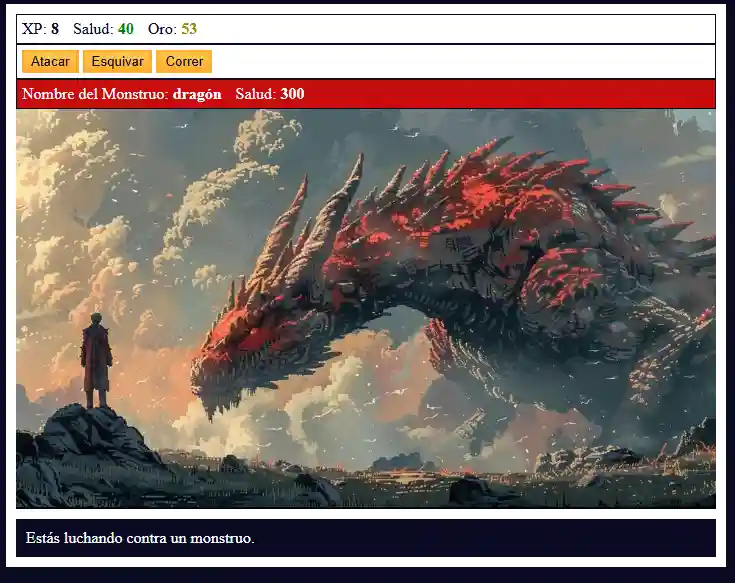 XP: 8 Salud: 40 Oro: 53
Atacar Esquivar Correr
Nombre del Monstruo: dragón Salud: 300
Estás luchando contra un monstruo.